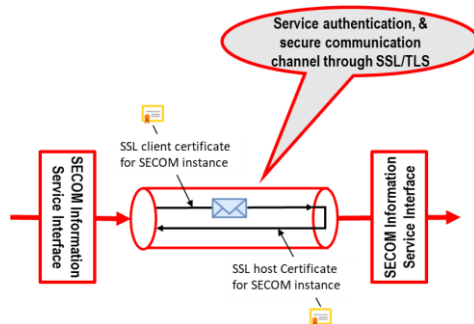 Service authentication, &
secure communication
channel through SSL/TLS
SSL client certificate
for SECOM instance
SECOM Information
Service Interface
SECOM Information
Service Interface
SSL host Certificate
for SECOM instance